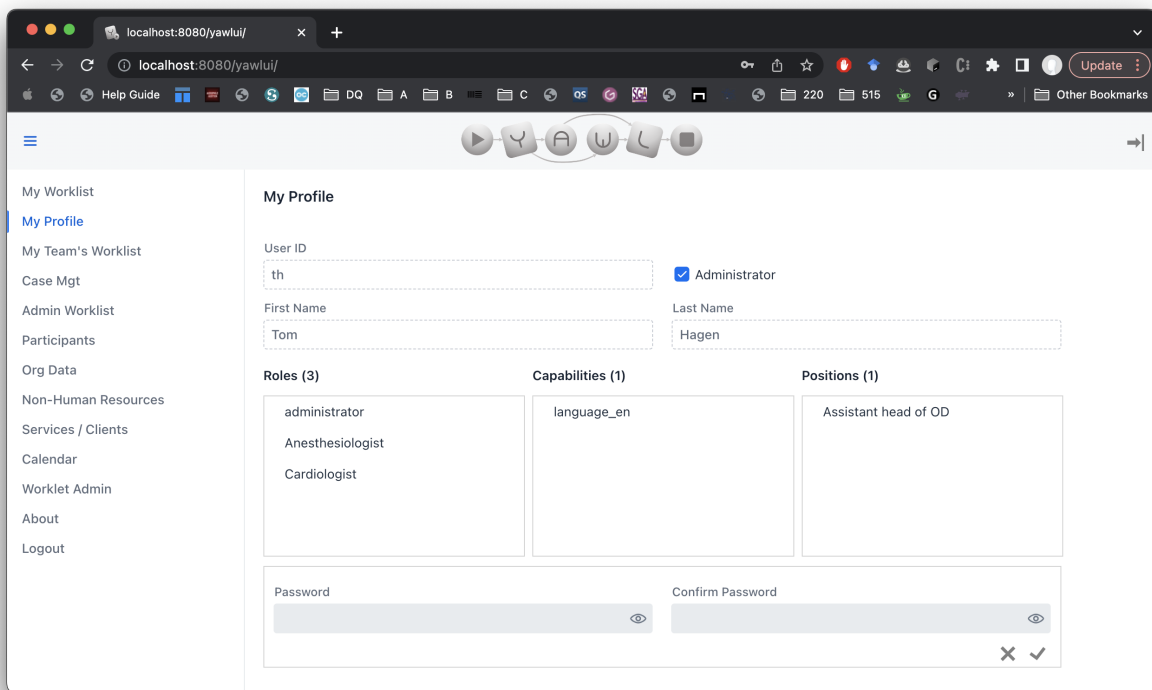 localhost:8080/yawlui/
localhost:8080/yawlui/
Update
Help Guide
DQ
A
B
C
QS
SGA
220
515
G
»
Other Bookmarks
Y A W L
My Worklist
My Profile
My Team's Worklist
Case Mgt
Admin Worklist
Participants
Org Data
Non-Human Resources
Services / Clients
Calendar
Worklet Admin
About
Logout
My Profile
User ID
th
Administrator
First Name
Last Name
Tom
Hagen
Roles (3)
Capabilities (1)
Positions (1)
administrator
language_en
Assistant head of OD
Anesthesiologist
Cardiologist
Password
Confirm Password